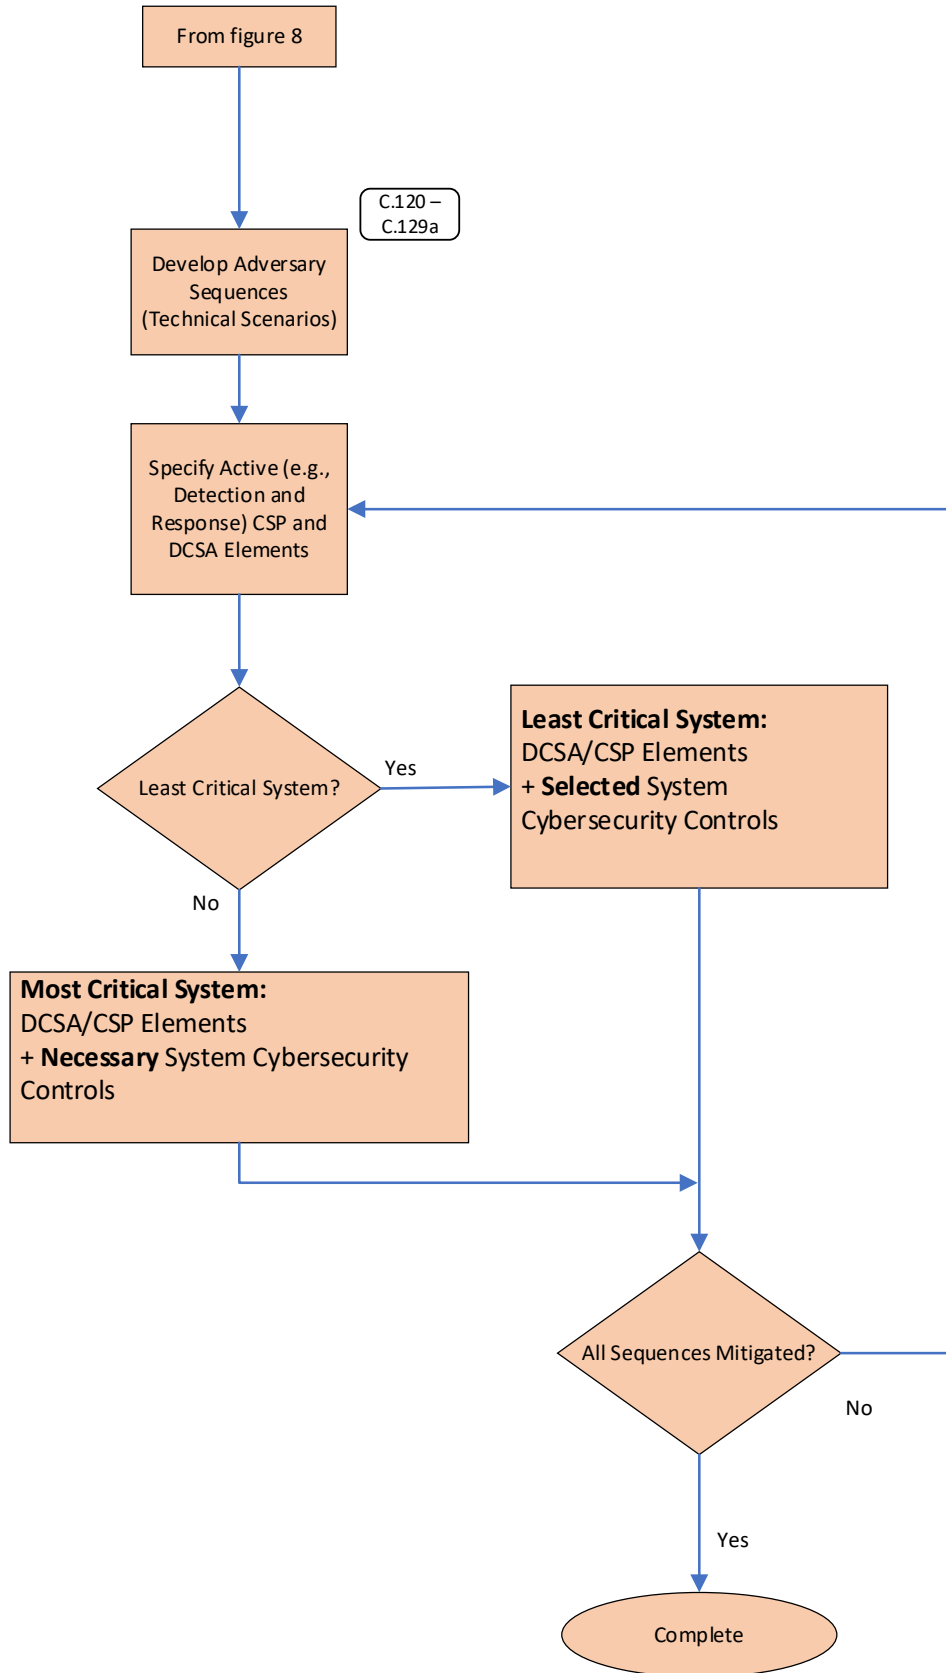 From figure 8
C.120 –
C.129a
Develop Adversary
Sequences
(Technical Scenarios)
Specify Active (e.g.,
Detection and
Response) CSP and
DCSA Elements
Least Critical System?
Yes
Least Critical System:
DCSA/CSP Elements
+ Selected System
Cybersecurity Controls
No
Most Critical System:
DCSA/CSP Elements
+ Necessary System Cybersecurity
Controls
All Sequences Mitigated?
No
Yes
Complete